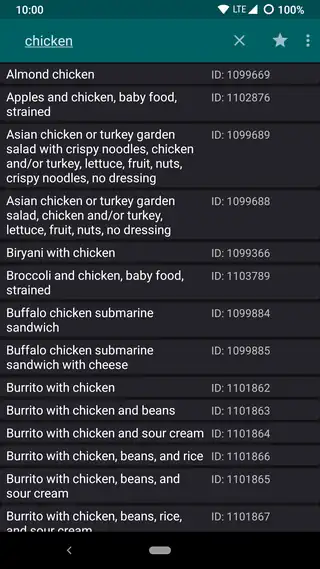 10:00
LTE
100%
chicken
Almond chicken
ID: 1099669
Apples and chicken, baby food,
strained
ID: 1102876
Asian chicken or turkey garden
salad with crispy noodles, chicken
and/or turkey, lettuce, fruit, nuts,
crispy noodles, no dressing
ID: 1099689
Asian chicken or turkey garden
salad, chicken and/or turkey,
lettuce, fruit, nuts, no dressing
ID: 1099688
Biryani with chicken
ID: 1099366
Broccoli and chicken, baby food,
strained
ID: 1103789
Buffalo chicken submarine
sandwich
ID: 1099884
Buffalo chicken submarine
sandwich with cheese
ID: 1099885
Burrito with chicken
ID: 1101862
Burrito with chicken and beans
ID: 1101863
Burrito with chicken and sour cream
ID: 1101864
Burrito with chicken, beans, and rice
ID: 1101866
Burrito with chicken, beans, and
sour cream
ID: 1101865
Burrito with chicken, beans, rice,
and sour cream
ID: 1101867